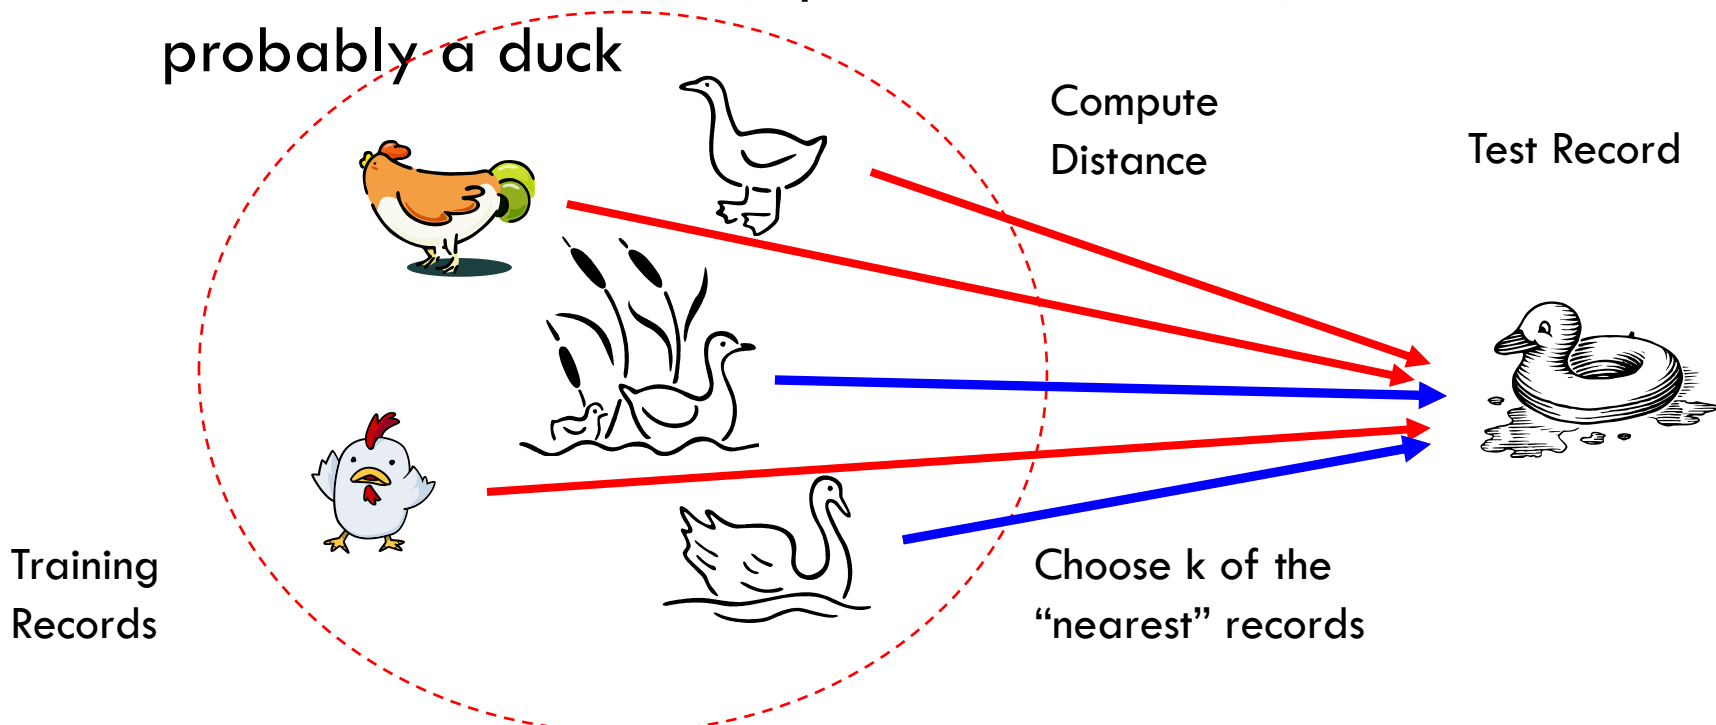 probably a duck
Compute
Distance
Test Record
Training
Records
Choose k of the
“nearest” records